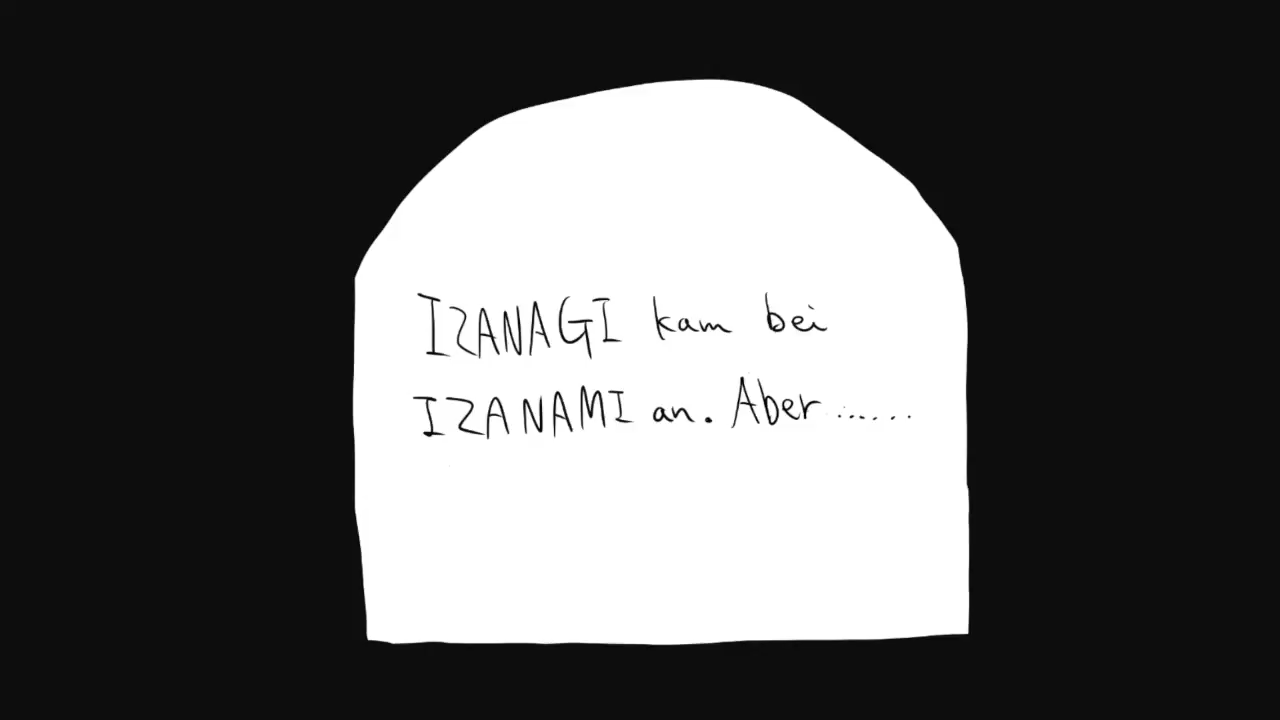 IZANAGI kam bei
IZANAMI an. Aber ......